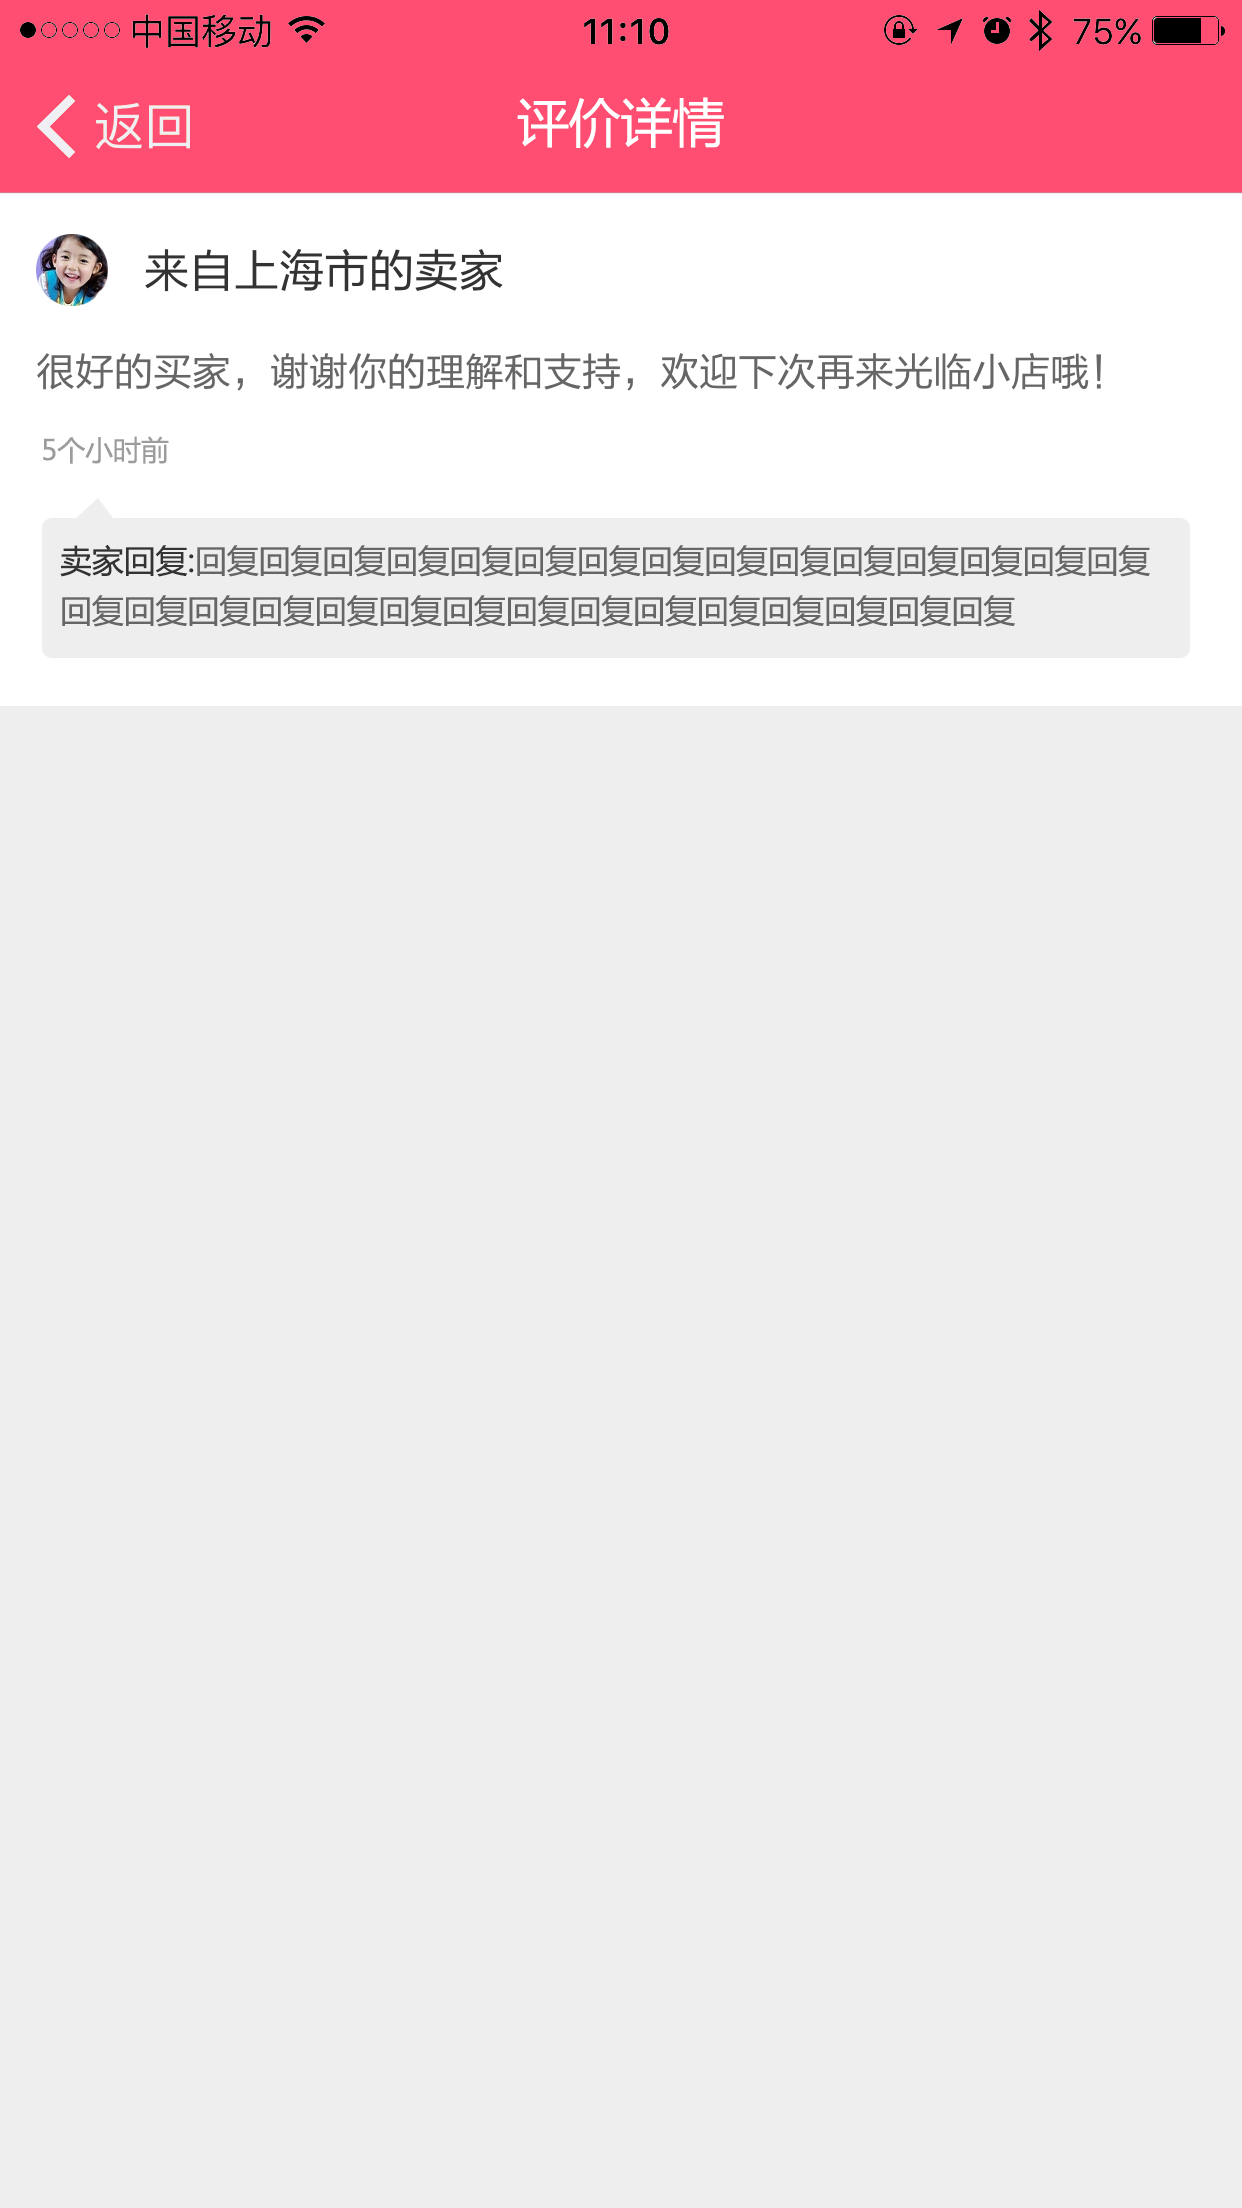 中国移动 11:10 75%
返回 评价详情
来自上海市的卖家
很好的买家，谢谢你的理解和支持，欢迎下次再来光临小店哦！
5个小时前
卖家回复:回复回复回复回复回复回复回复回复回复回复回复回复回复回复回复
回复回复回复回复回复回复回复回复回复回复回复回复回复回复回复